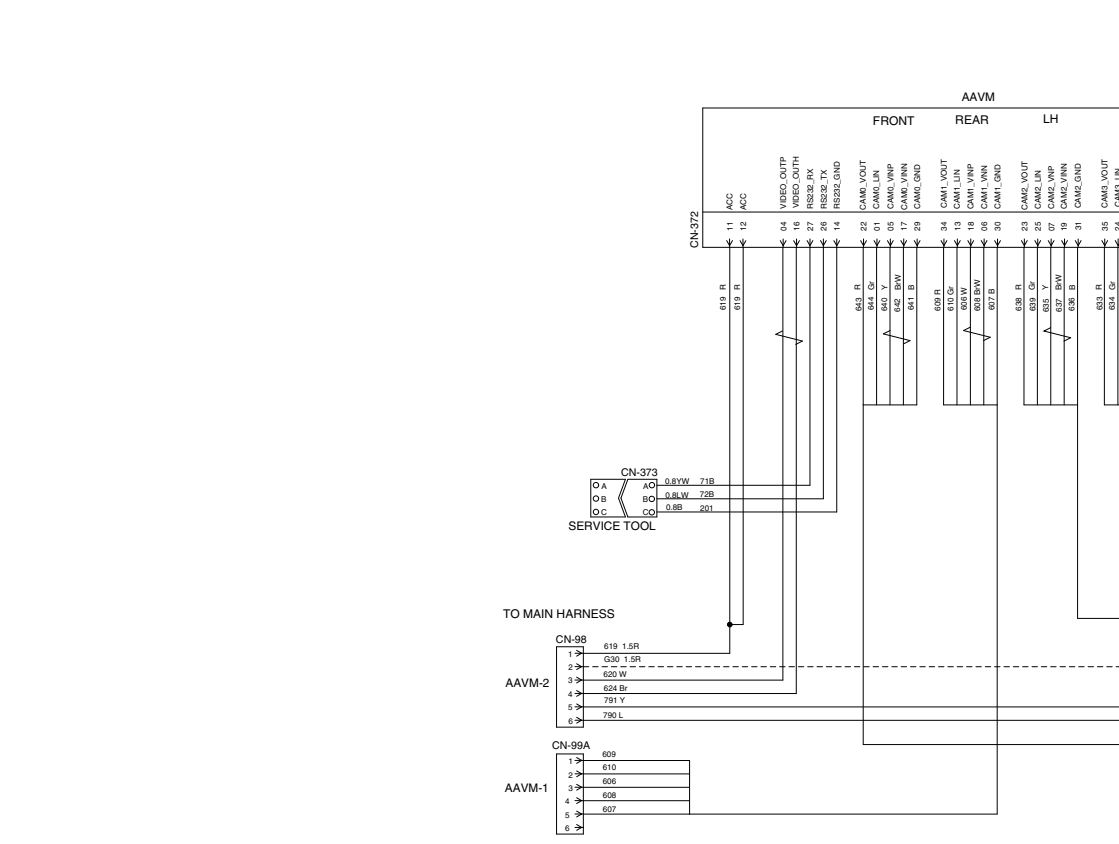 AAVM
FRONT REAR LH
CN-372
ACC
ACC
VIDEO_OUTP
VIDEO_OUTH
RS232_RX
RS232_TX
RS232_GND
CAM0_VOUT
CAM0_LIN
CAM0_VINP
CAM0_VINN
CAM0_GND
CAM1_VOUT
CAM1_LIN
CAM1_VINP
CAM1_VNN
CAM1_GND
CAM2_VOUT
CAM2_LIN
CAM2_VNP
CAM2_VINN
CAM2_GND
CAM3_VOUT
CAM3_LIN
11 12 04 16 27 26 14 22 01 05 17 29 34 13 18 06 30 23 25 07 19 31 35 24
619 R
619 R
643 R
644 Gr
640 Y
642 BrW
641 B
609 R
610 Gr
606 W
608 BrW
607 B
638 R
639 Gr
635 Y
637 BrW
636 B
633 R
634 Gr
CN-373
A A 0.8YW 71B
B B 0.8LW 72B
C C 0.8B 201
SERVICE TOOL
TO MAIN HARNESS
CN-98
1 619 1.5R
2 G30 1.5R
3 620 W
AAVM-2
4 624 Br
5 791 Y
6 790 L
CN-99A
1 609
2 610
3 606
AAVM-1
4 608
5 607
6